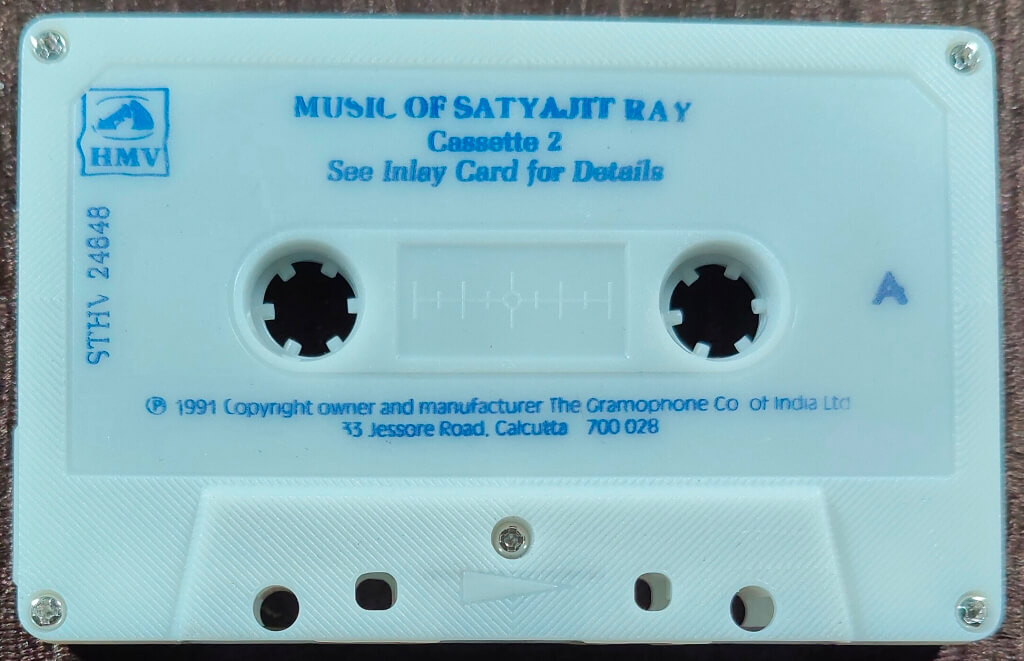 HMV
MUSIC OF SATYAJIT RAY
Cassette 2
See Inlay Card for Details
STHV 24848
A
℗ 1991 Copyright owner and manufacturer The Gramophone Co of India Ltd
33 Jessore Road, Calcutta 700 028